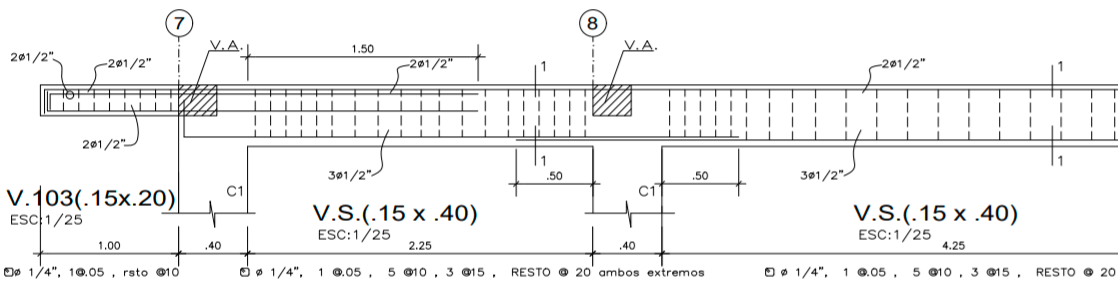 7
8
V.A.
V.A.
1.50
2ø1/2"
2ø1/2"
2ø1/2"
1
2ø1/2"
1
2ø1/2"
3ø1/2"
3ø1/2"
1
1
.50
.50
C1
C1
V.103(.15x.20)
ESC:1/25
V.S.(.15 x .40)
ESC:1/25
V.S.(.15 x .40)
ESC:1/25
1.00
.40
2.25
.40
4.25
ø 1/4", 1@.05 , rsto @10
ø 1/4", 1 @.05 , 5 @10 , 3 @15 , RESTO @ 20 ambos extremos
ø 1/4", 1 @.05 , 5 @10 , 3 @15 , RESTO @ 20